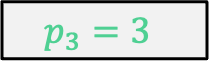 p₃ = 3